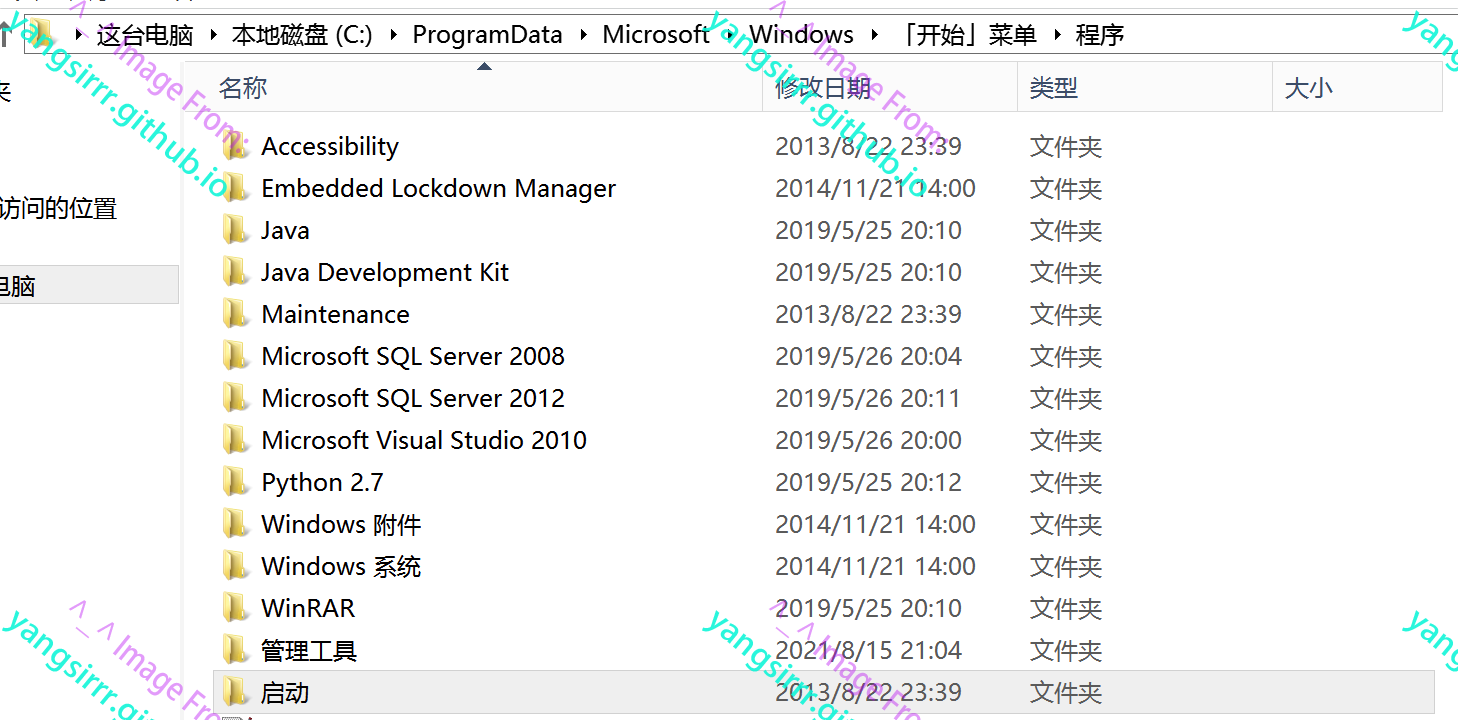 这台电脑 本地磁盘 (C:) ProgramData Microsoft Windows 「开始」菜单 程序
名称 修改日期 类型 大小
夹
Accessibility 2013/8/22 23:39 文件夹
Embedded Lockdown Manager 2014/11/21 14:00 文件夹
访问的位置
Java 2019/5/25 20:10 文件夹
Java Development Kit 2019/5/25 20:10 文件夹
电脑
Maintenance 2013/8/22 23:39 文件夹
Microsoft SQL Server 2008 2019/5/26 20:04 文件夹
Microsoft SQL Server 2012 2019/5/26 20:11 文件夹
Microsoft Visual Studio 2010 2019/5/26 20:00 文件夹
Python 2.7 2019/5/25 20:12 文件夹
Windows 附件 2014/11/21 14:00 文件夹
Windows 系统 2014/11/21 14:00 文件夹
WinRAR 2019/5/25 20:10 文件夹
管理工具 2021/8/15 21:04 文件夹
启动 2013/8/22 23:39 文件夹
^_^ Image From:
yangsirrr.github.io
^_^ Image From:
yangsirrr.github.io
yang
^_^ Image From
yangsirrr.git
^_^ Image Fro
yangsirrr.gi
yang